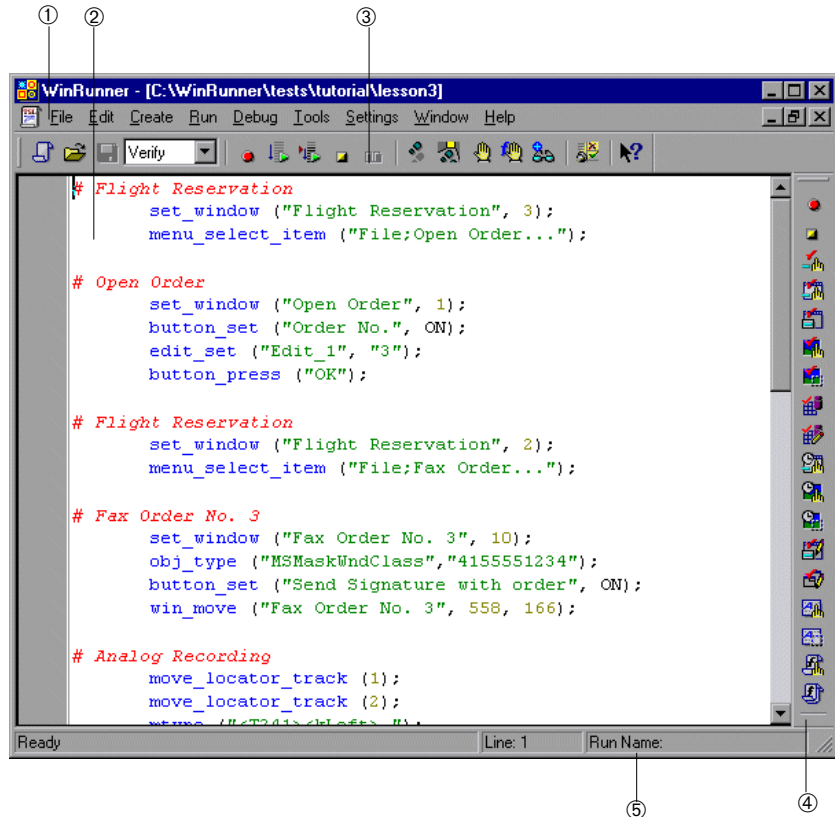 ① ② ③
WinRunner - [C:\WinRunner\tests\tutorial\lesson3]
File Edit Create Run Debug Tools Settings Window Help
Verify
# Flight Reservation
set_window ("Flight Reservation", 3);
menu_select_item ("File;Open Order...");
# Open Order
set_window ("Open Order", 1);
button_set ("Order No.", ON);
edit_set ("Edit_1", "3");
button_press ("OK");
# Flight Reservation
set_window ("Flight Reservation", 2);
menu_select_item ("File;Fax Order...");
# Fax Order No. 3
set_window ("Fax Order No. 3", 10);
obj_type ("MSMaskWndClass","4155551234");
button_set ("Send Signature with order", ON);
win_move ("Fax Order No. 3", 558, 166);
# Analog Recording
move_locator_track (1);
move_locator_track (2);
Ready Line: 1 Run Name:
④
⑤